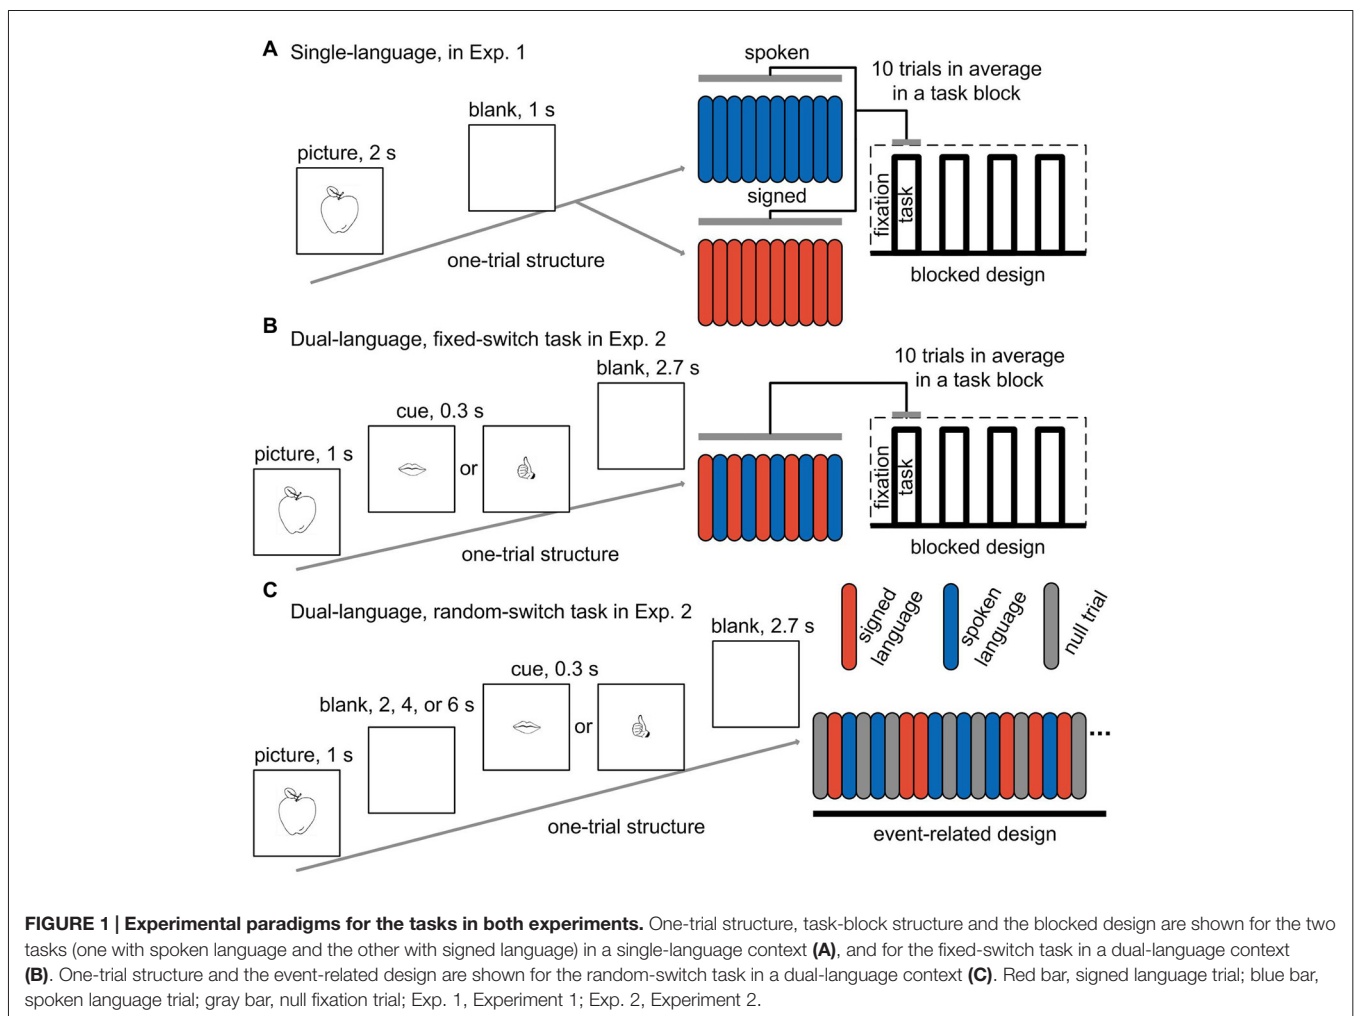 A Single-language, in Exp. 1
spoken
10 trials in average
in a task block
blank, 1 s
picture, 2 s
signed
fixation
task
one-trial structure
blocked design
B Dual-language, fixed-switch task in Exp. 2
10 trials in average
in a task block
blank, 2.7 s
cue, 0.3 s
picture, 1 s
or
fixation
task
one-trial structure
blocked design
C Dual-language, random-switch task in Exp. 2
signed
language
spoken
language
null trial
blank, 2.7 s
cue, 0.3 s
blank, 2, 4, or 6 s
picture, 1 s
or
...
one-trial structure
event-related design
FIGURE 1 | Experimental paradigms for the tasks in both experiments. One-trial structure, task-block structure and the blocked design are shown for the two
tasks (one with spoken language and the other with signed language) in a single-language context (A), and for the fixed-switch task in a dual-language context
(B). One-trial structure and the event-related design are shown for the random-switch task in a dual-language context (C). Red bar, signed language trial; blue bar,
spoken language trial; gray bar, null fixation trial; Exp. 1, Experiment 1; Exp. 2, Experiment 2.